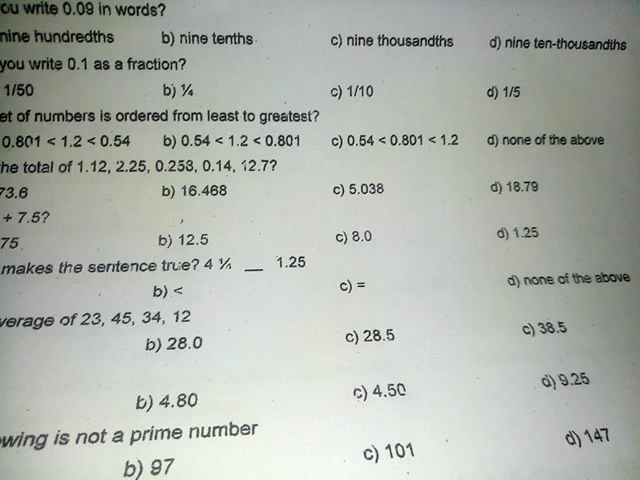 ou write 0.09 in words?
nine hundredths b) nine tenths c) nine thousandths d) nine ten-thousandths
you write 0.1 as a fraction?
1/50 b) ¼ c) 1/10 d) 1/5
et of numbers is ordered from least to greatest?
0.801 < 1.2 < 0.54 b) 0.54 < 1.2 < 0.801 c) 0.54 < 0.801 < 1.2 d) none of the above
he total of 1.12, 2.25, 0.258, 0.14, 12.7?
73.6 b) 16.468 c) 5.038 d) 18.79
+ 7.5?
75 b) 12.5 c) 8.0 d) 1.25
makes the sentence true? 4 __ 1.25
b) < c) = d) none of the above
verage of 23, 45, 34, 12
b) 28.0 c) 28.5 c) 38.5
b) 4.80 c) 4.50 d) 9.25
wing is not a prime number
b) 97 c) 101 d) 147